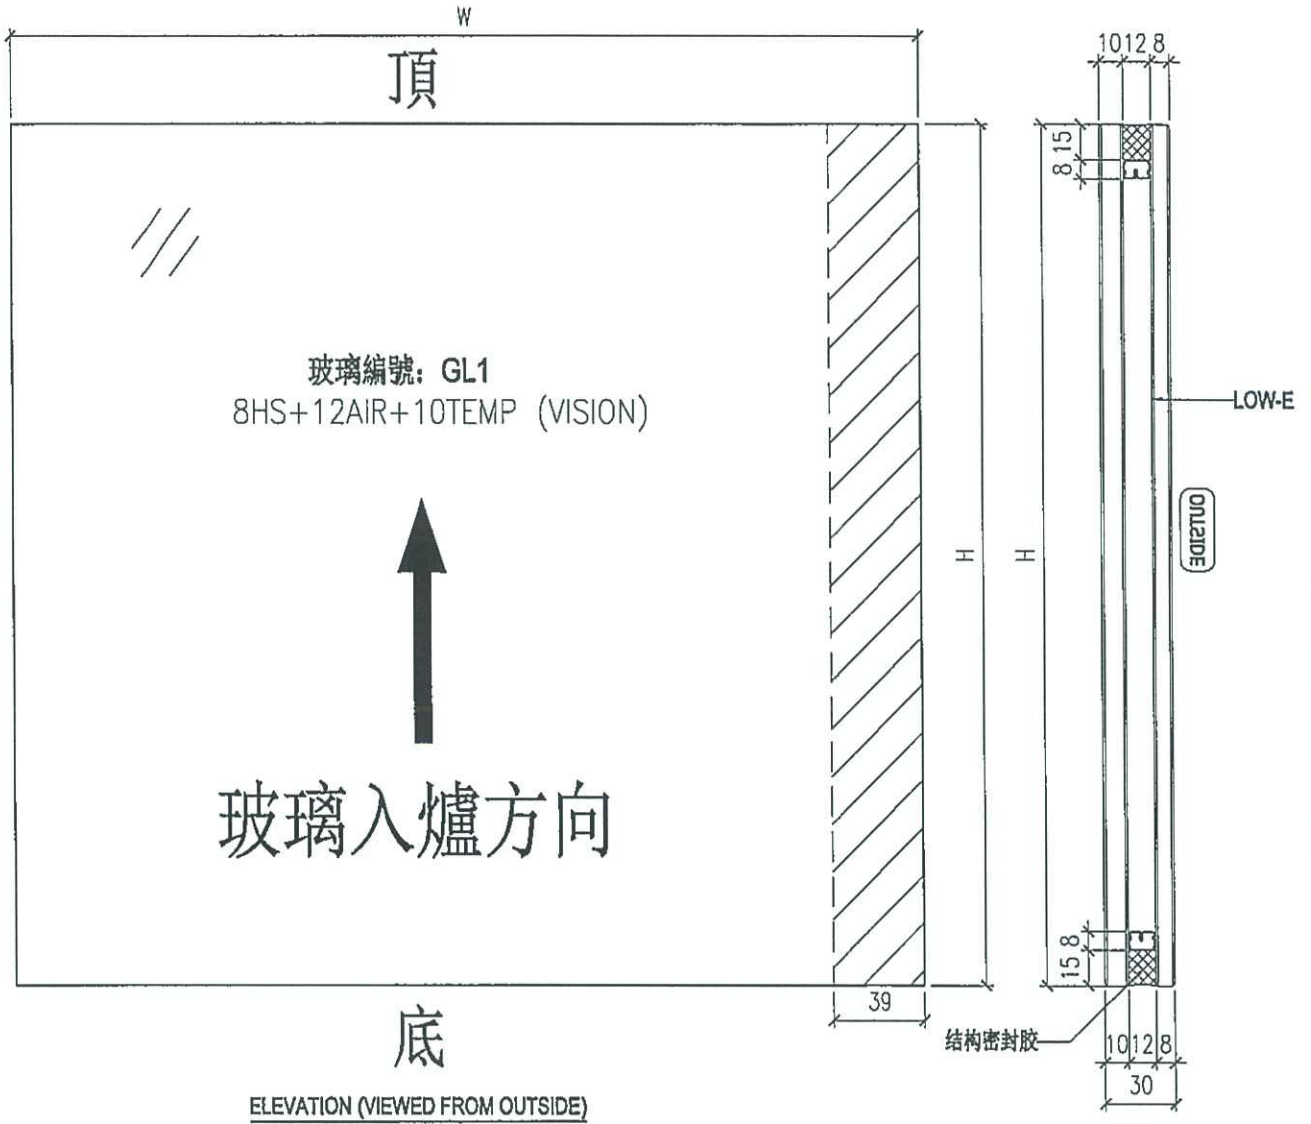 W
頂
10 12 8
15
8
玻璃編號：GL1
8HS+12AIR+10TEMP (VISION)
LOW-E
OUTSIDE
H
H
玻璃入爐方向
8
15
39
底
结构密封胶
10 12 8
30
ELEVATION (VIEWED FROM OUTSIDE)